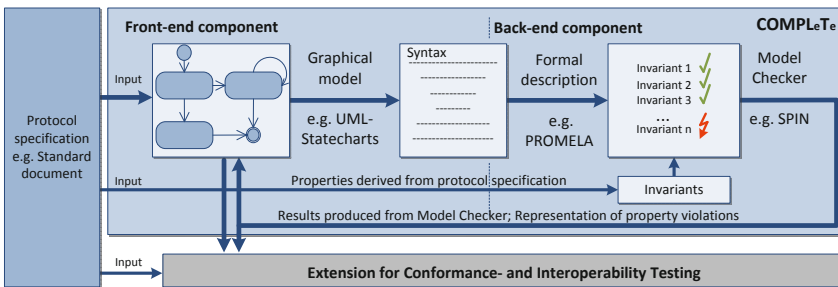 Front-end component
Back-end component
COMPLeTe
Input
Graphical
model
e.g. UML-
Statecharts
Syntax
Formal
description
e.g.
PROMELA
Invariant 1
Invariant 2
Invariant 3
...
Invariant n
Model
Checker
e.g. SPIN
Protocol
specification
e.g. Standard
document
Input
Properties derived from protocol specification
Invariants
Results produced from Model Checker; Representation of property violations
Input
Extension for Conformance- and Interoperability Testing